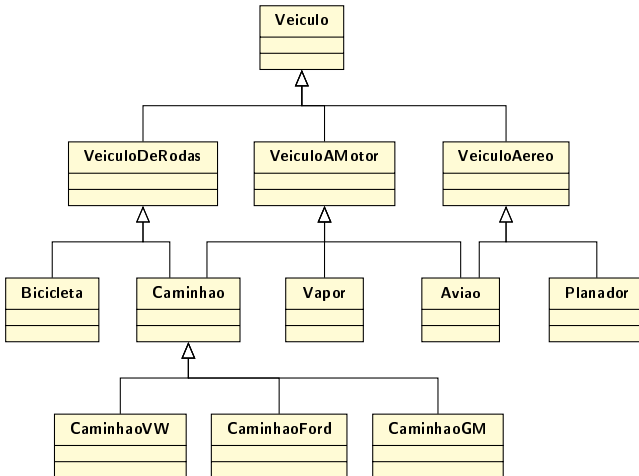 Veiculo
VeiculoDeRodas
VeiculoAMotor
VeiculoAereo
Bicicleta
Caminhao
Vapor
Aviao
Planador
CaminhaoVW
CaminhaoFord
CaminhaoGM